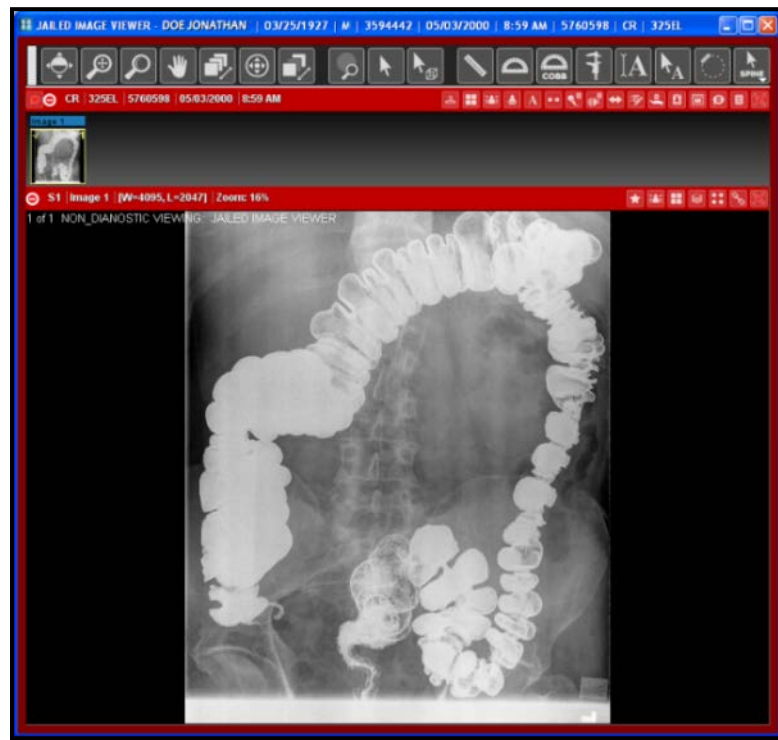 JAILED IMAGE VIEWER - DOE JONATHAN | 03/25/1927 | M | 3594442 | 05/03/2000 | 8:59 AM | 5760598 | CR | 325EL
COBB
A
A
SPINE
CR | 325EL | 5760598 | 05/03/2000 | 8:59 AM
A
Image 1
S1 | Image 1 | [W=4095, L=2047] | Zoom: 16%
1 of 1 NON_DIANOSTIC VIEWING : JAILED IMAGE VIEWER
L